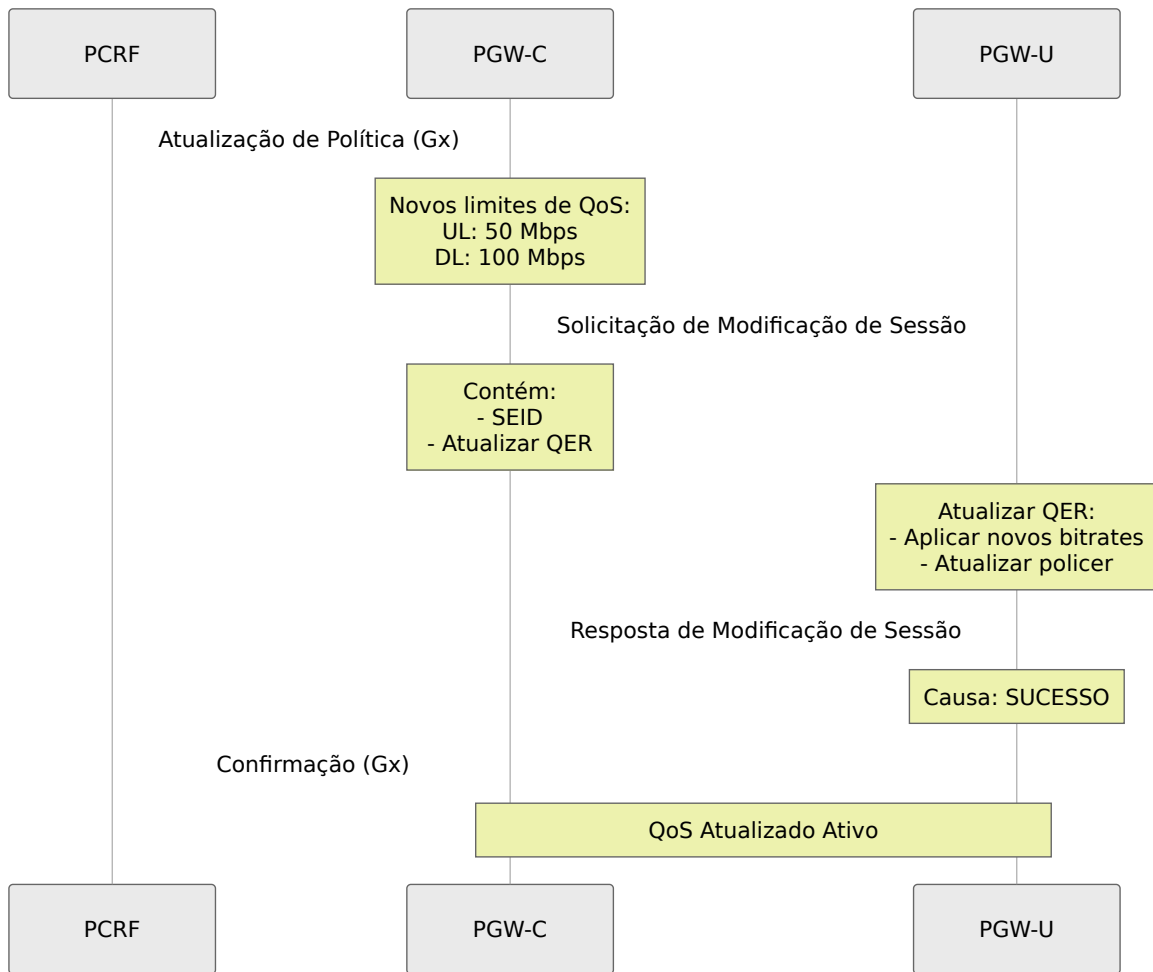 PCRF
PGW-C
PGW-U
Atualização de Política (Gx)
Novos limites de QoS:
UL: 50 Mbps
DL: 100 Mbps
Solicitação de Modificação de Sessão
Contém:
- SEID
- Atualizar QER
Atualizar QER:
- Aplicar novos bitrates
- Atualizar policer
Resposta de Modificação de Sessão
Causa: SUCESSO
Confirmação (Gx)
QoS Atualizado Ativo
PCRF
PGW-C
PGW-U